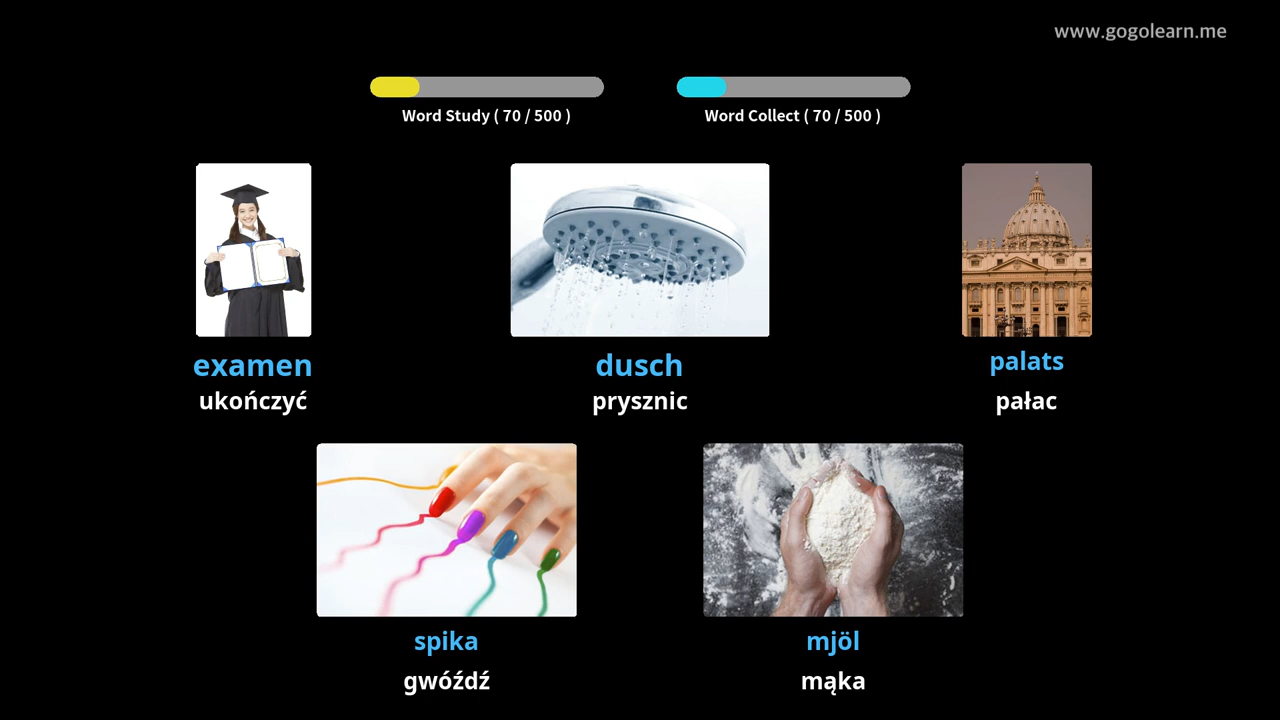 www.gogolearn.me
Word Study ( 70 / 500 )
Word Collect ( 70 / 500 )
examen
ukończyć
dusch
prysznic
palats
pałac
spika
gwóźdź
mjöl
mąka